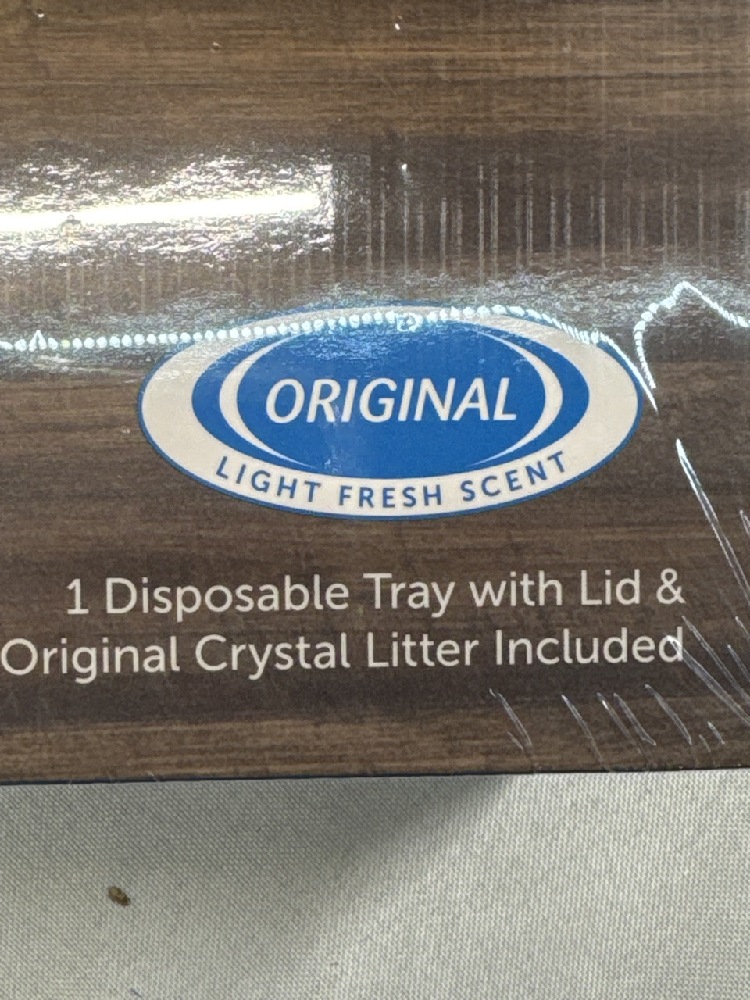 ORIGINAL
LIGHT FRESH SCENT
1 Disposable Tray with Lid &
Original Crystal Litter Included